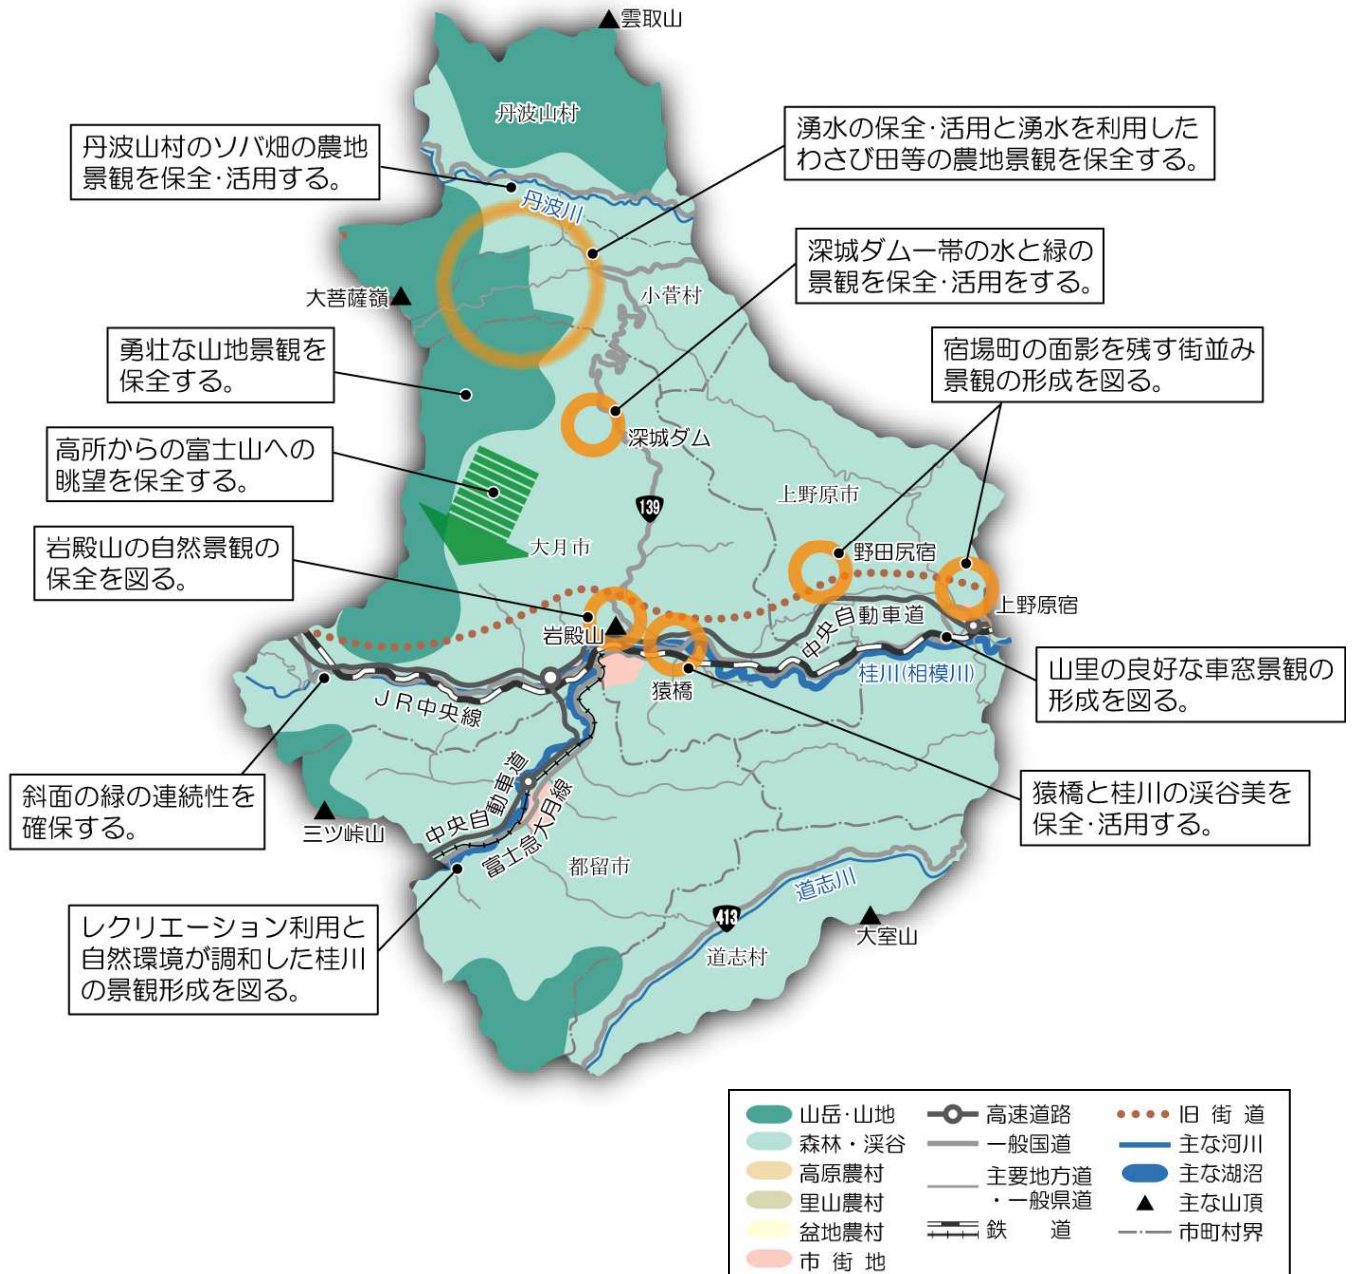 雲取山
丹波山村
丹波山村のソバ畑の農地
景観を保全・活用する。
湧水の保全・活用と湧水を利用した
わさび田等の農地景観を保全する。
丹波川
深城ダム一帯の水と緑の
景観を保全・活用をする。
小菅村
大菩薩嶺
勇壮な山地景観を
保全する。
宿場町の面影を残す街並み
景観の形成を図る。
深城ダム
高所からの富士山への
眺望を保全する。
139
上野原市
岩殿山の自然景観の
保全を図る。
大月市
野田尻宿
上野原宿
岩殿山
中央自動車道
猿橋
桂川(相模川)
山里の良好な車窓景観の
形成を図る。
JR中央線
斜面の緑の連続性を
確保する。
三ツ峠山
中央自動車道
富士急大月線
猿橋と桂川の渓谷美を
保全・活用する。
都留市
道志川
413
大室山
道志村
レクリエーション利用と
自然環境が調和した桂川
の景観形成を図る。
山岳・山地
森林・渓谷
高原農村
里山農村
盆地農村
市街地
高速道路
一般国道
主要地方道
・一般県道
鉄道
旧街道
主な河川
主な湖沼
主な山頂
市町村界